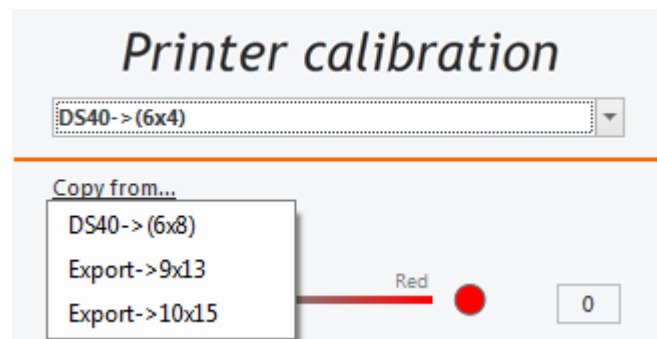 Printer calibration
DS40->(6x4)
Copy from...
DS40->(6x8)
Export->9x13
Export->10x15
Red
0